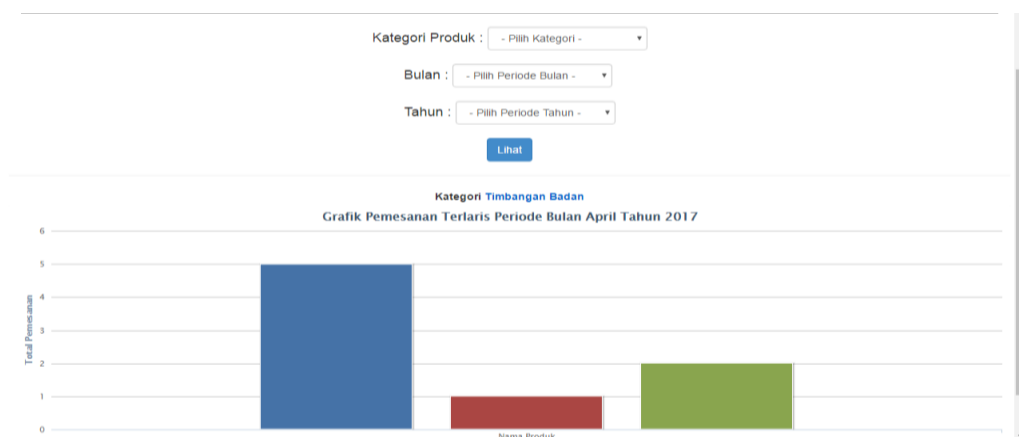 Kategori Produk : - Pilih Kategori -
Bulan : - Pilih Periode Bulan -
Tahun : - Pilih Periode Tahun -
Lihat
Kategori Timbangan Badan
Grafik Pemesanan Terlaris Periode Bulan April Tahun 2017
6
5
4
3
2
1
0
Total Pemesanan
Nama Produk